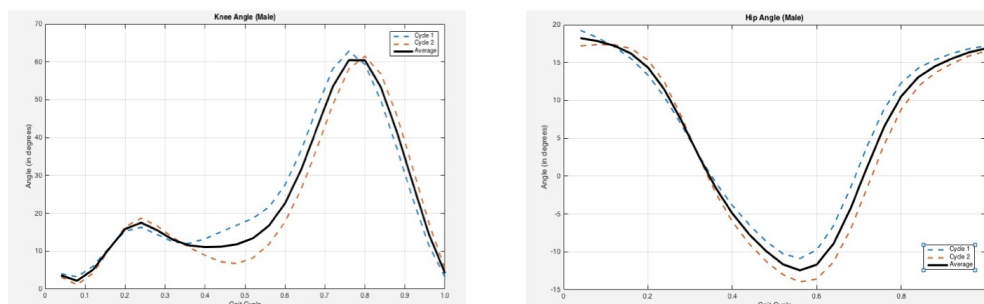 Knee Angle (Male)
Cycle 1
Cycle 2
Average
Angle (in degrees)
70
60
50
40
30
20
10
0
0 0.1 0.2 0.3 0.4 0.5 0.6 0.7 0.8 0.9 1.0
Gait Cycle
Hip Angle (Male)
Cycle 1
Cycle 2
Average
Angle (in degrees)
20
15
10
5
0
-5
-10
-15
0 0.2 0.4 0.6 0.8
Gait Cycle